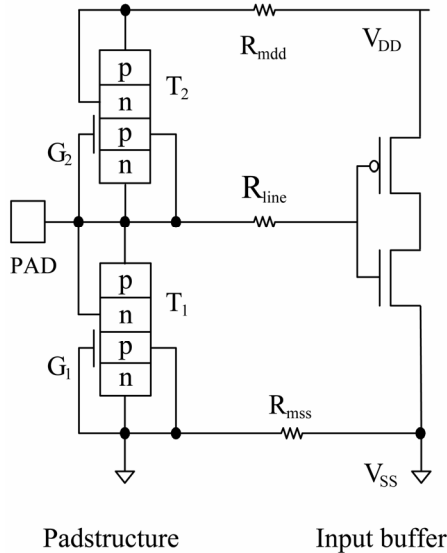 R_mdd V_DD
p
n T_2
p
G_2
n
R_line
PAD
p
n T_1
p
G_1
n
R_mss
V_SS
Padstructure Input buffer